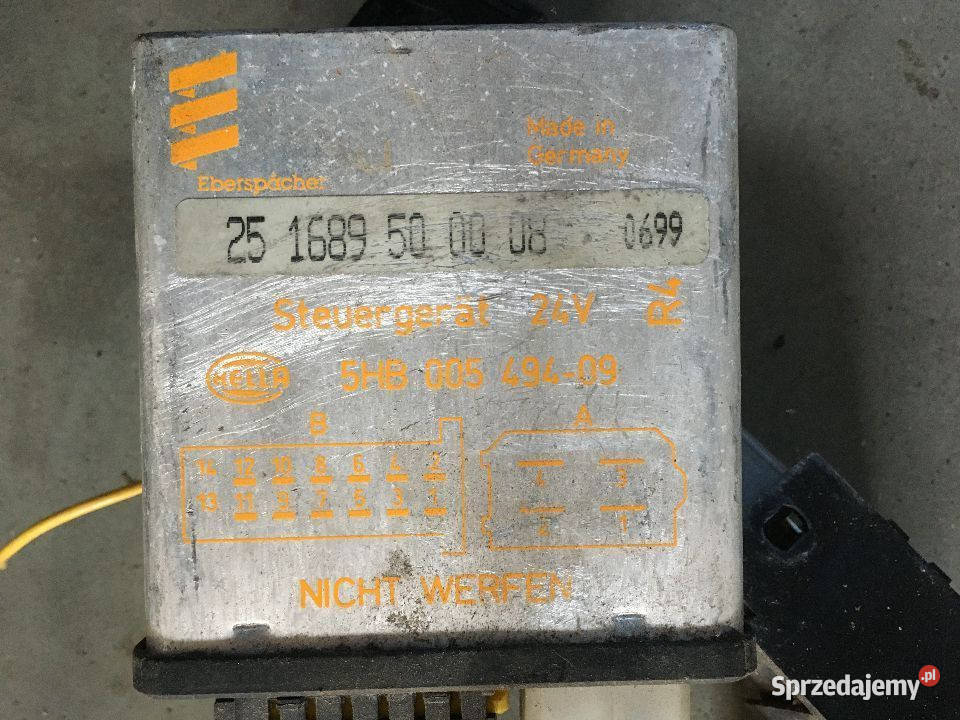 Made in
Germany
Eberspächer
25 1689 50 00 08 0699
Steuergerät 24V R4
HELLA 5HB 005 494-09
B A
14 12 10 8 6 4 2
13 11 9 7 5 3 1
4 3
2 1
NICHT WERFEN
Sprzedajemy.pl